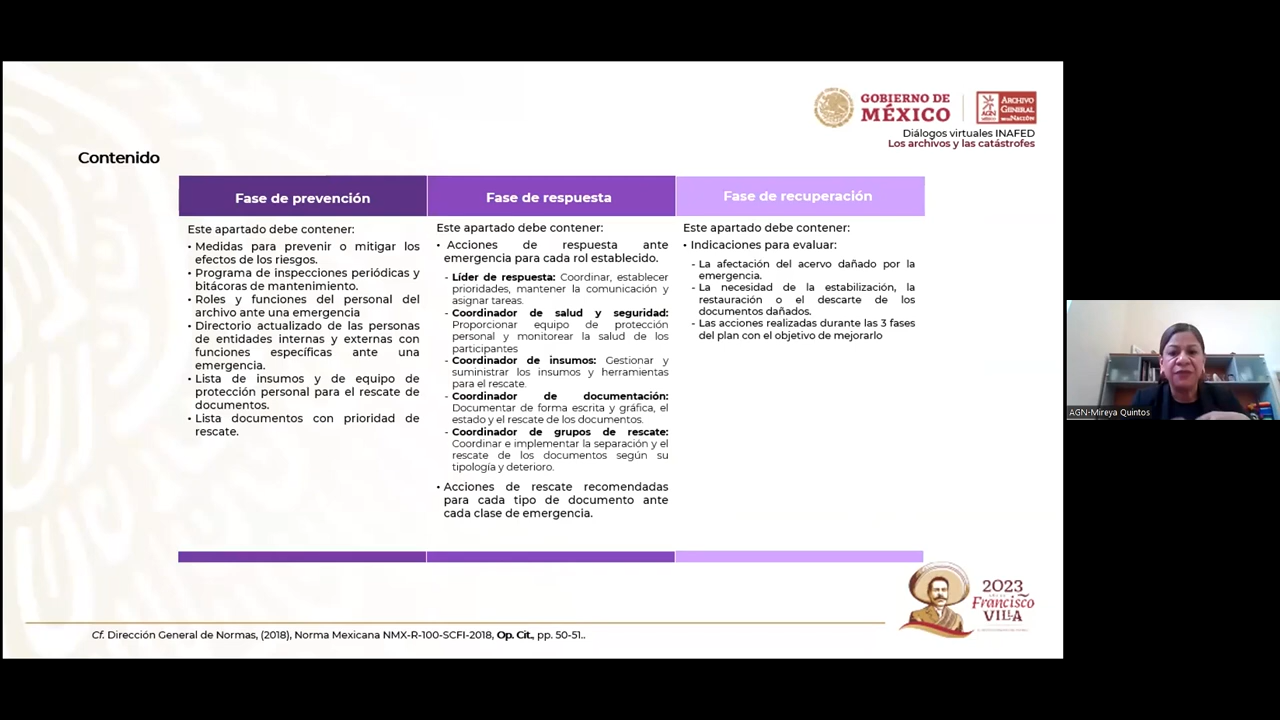 GOBIERNO DE
MÉXICO
ARCHIVO
GENERAL
DE LA NACIÓN
AGN
MÉXICO
Diálogos virtuales INAFED
Los archivos y las catástrofes
Contenido
Fase de prevención
Este apartado debe contener:
• Medidas para prevenir o mitigar los
efectos de los riesgos.
• Programa de inspecciones periódicas y
bitácoras de mantenimiento.
• Roles y funciones del personal del
archivo ante una emergencia
• Directorio actualizado de las personas
de entidades internas y externas con
funciones específicas ante una
emergencia.
• Lista de insumos y de equipo de
protección personal para el rescate de
documentos.
• Lista documentos con prioridad de
rescate.
Fase de respuesta
Este apartado debe contener:
• Acciones de respuesta ante
emergencia para cada rol establecido.
- Líder de respuesta: Coordinar, establecer
prioridades, mantener la comunicación y
asignar tareas.
- Coordinador de salud y seguridad:
Proporcionar equipo de protección
personal y monitorear la salud de los
participantes
- Coordinador de insumos: Gestionar y
suministrar los insumos y herramientas
para el rescate.
- Coordinador de documentación:
Documentar de forma escrita y gráfica, el
estado y el rescate de los documentos.
- Coordinador de grupos de rescate:
Coordinar e implementar la separación y el
rescate de los documentos según su
tipología y deterioro.
• Acciones de rescate recomendadas
para cada tipo de documento ante
cada clase de emergencia.
Fase de recuperación
Este apartado debe contener:
• Indicaciones para evaluar:
- La afectación del acervo dañado por la
emergencia.
- La necesidad de la estabilización, la
restauración o el descarte de los
documentos dañados.
- Las acciones realizadas durante las 3 fases
del plan con el objetivo de mejorarlo
AGN-Mireya Quintos
2023
Francisco
VILLA
Cf. Dirección General de Normas, (2018), Norma Mexicana NMX-R-100-SCFI-2018, Op. Cit., pp. 50-51..